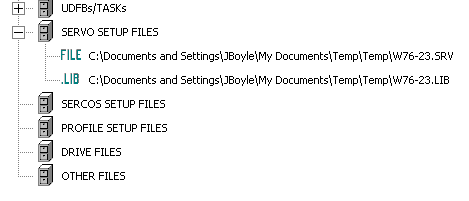 UDFBs/TASKs
SERVO SETUP FILES
FILE C:\Documents and Settings\JBoyle\My Documents\Temp\Temp\W76-23.SRV
.LIB C:\Documents and Settings\JBoyle\My Documents\Temp\Temp\W76-23.LIB
SERCOS SETUP FILES
PROFILE SETUP FILES
DRIVE FILES
OTHER FILES